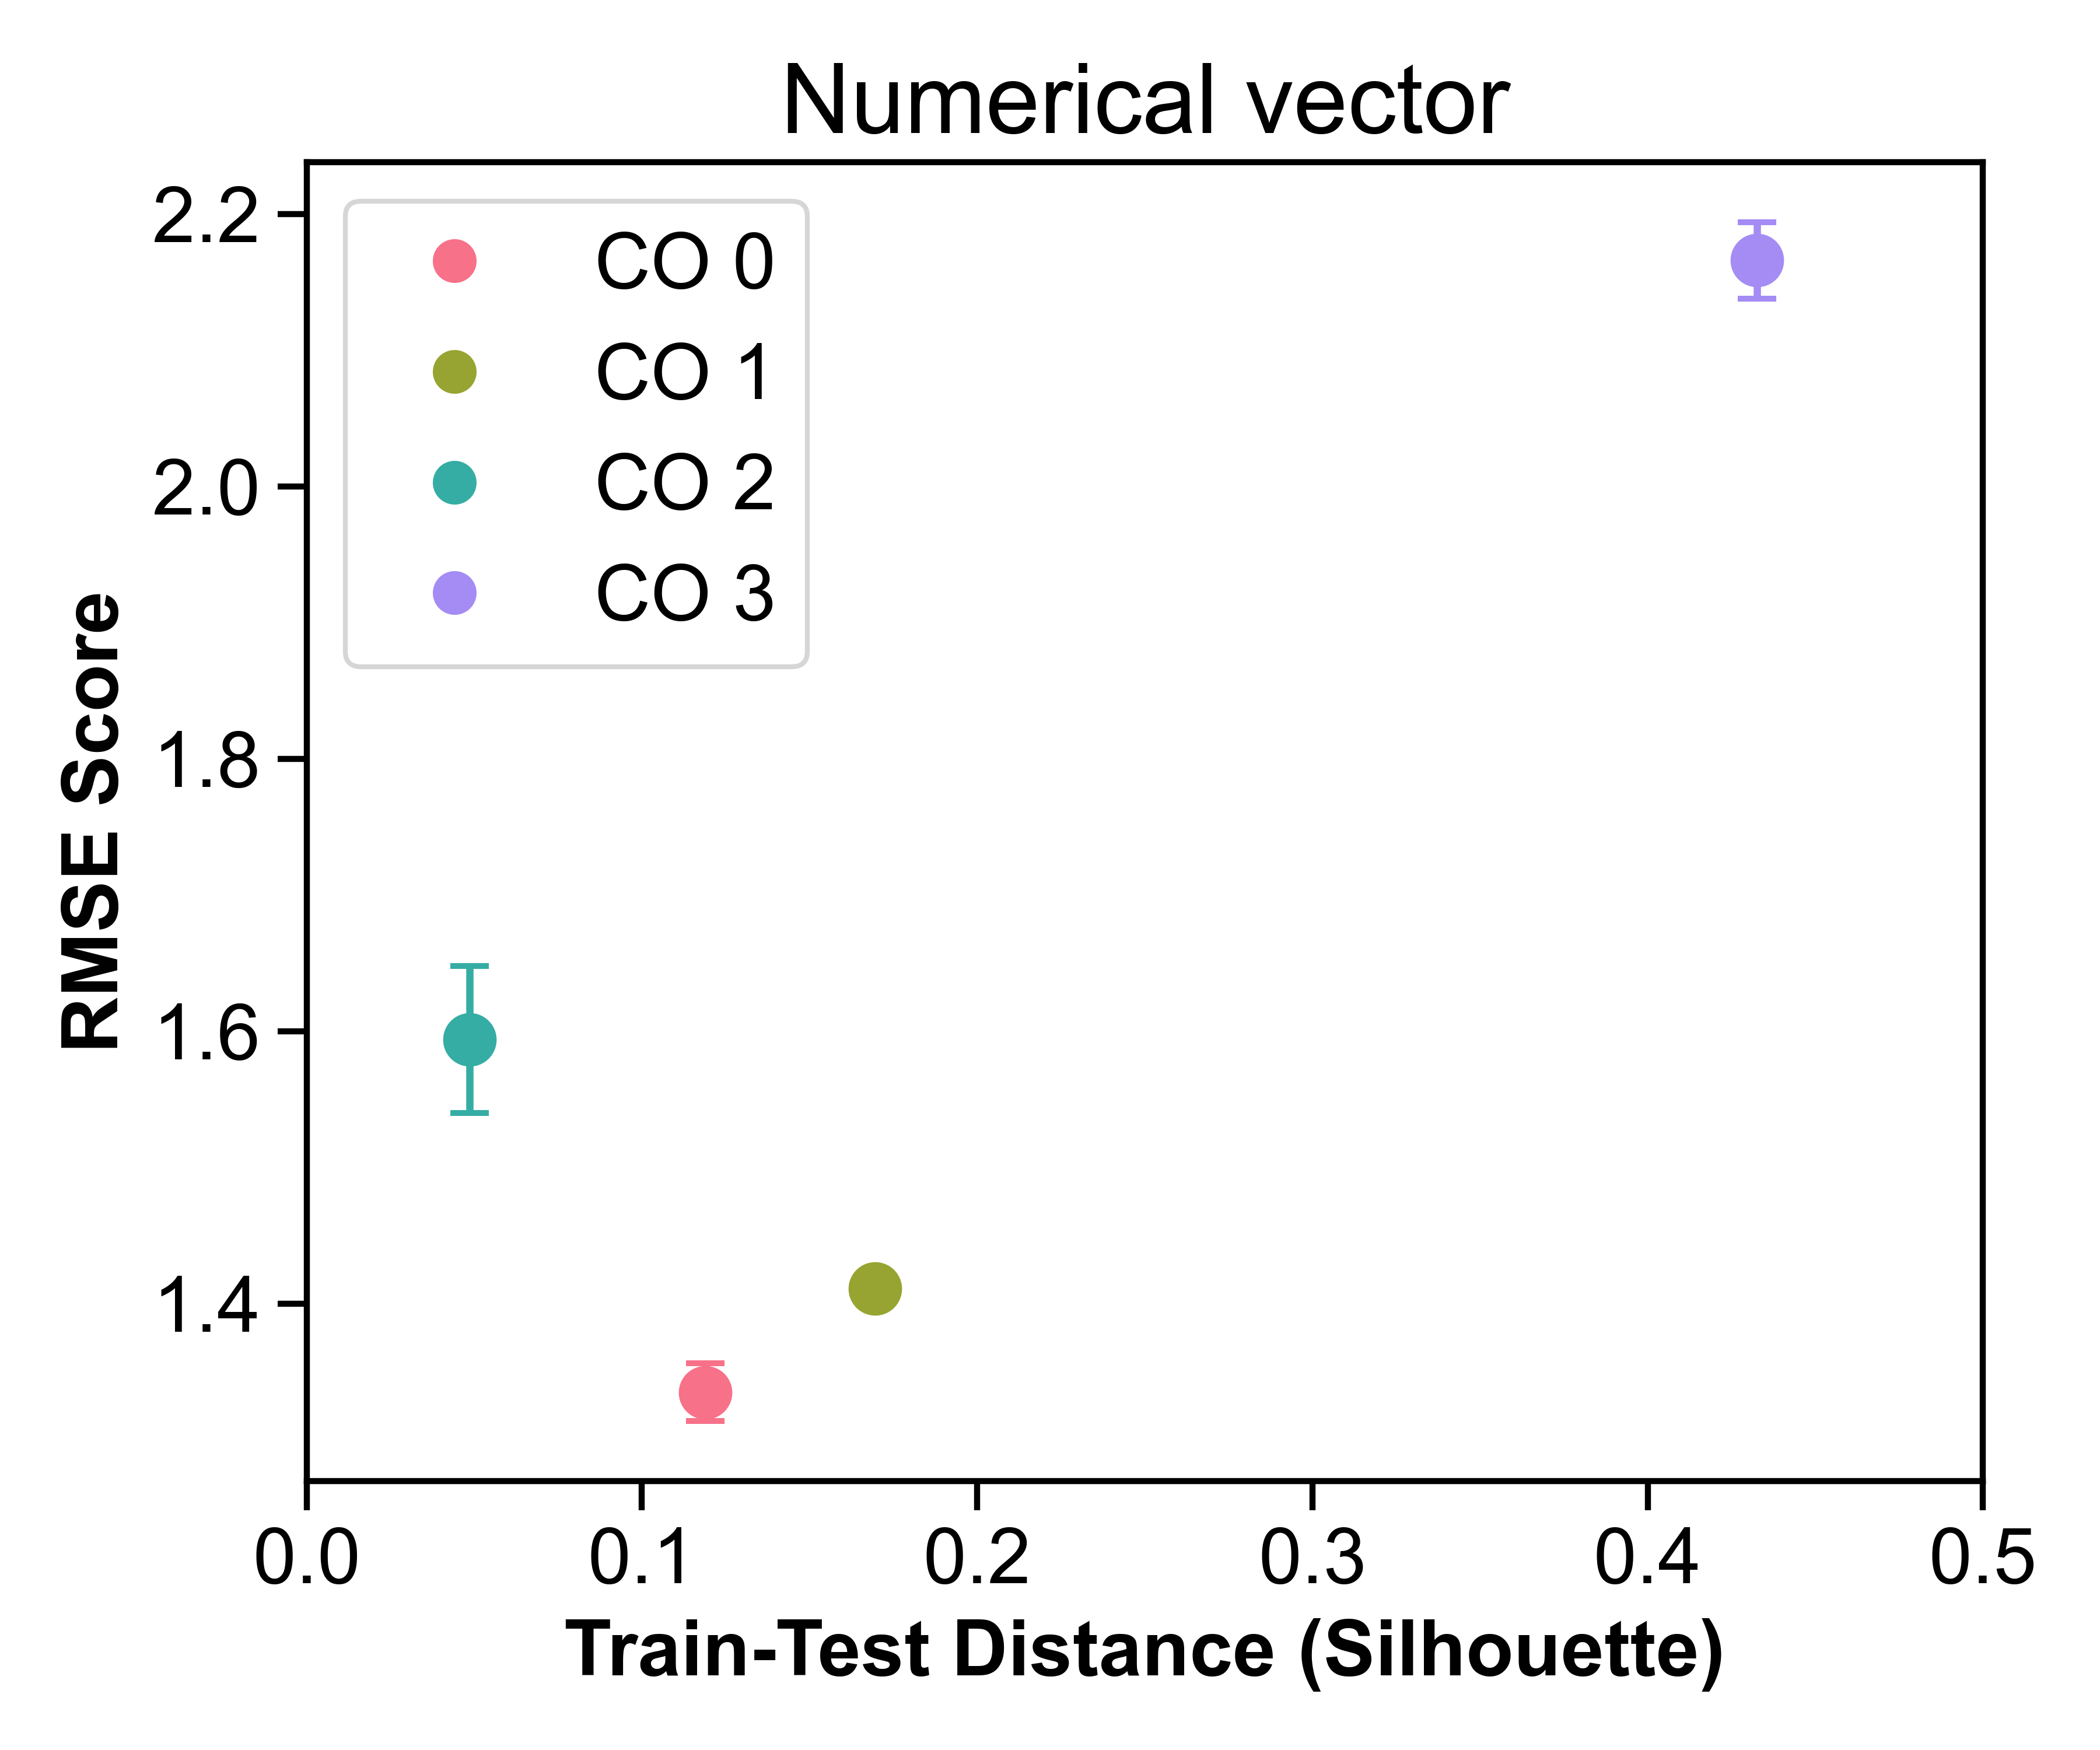 Numerical vector
2.2
2.0
1.8
1.6
1.4
RMSE Score
CO 0
CO 1
CO 2
CO 3
0.0 0.1 0.2 0.3 0.4 0.5
Train-Test Distance (Silhouette)